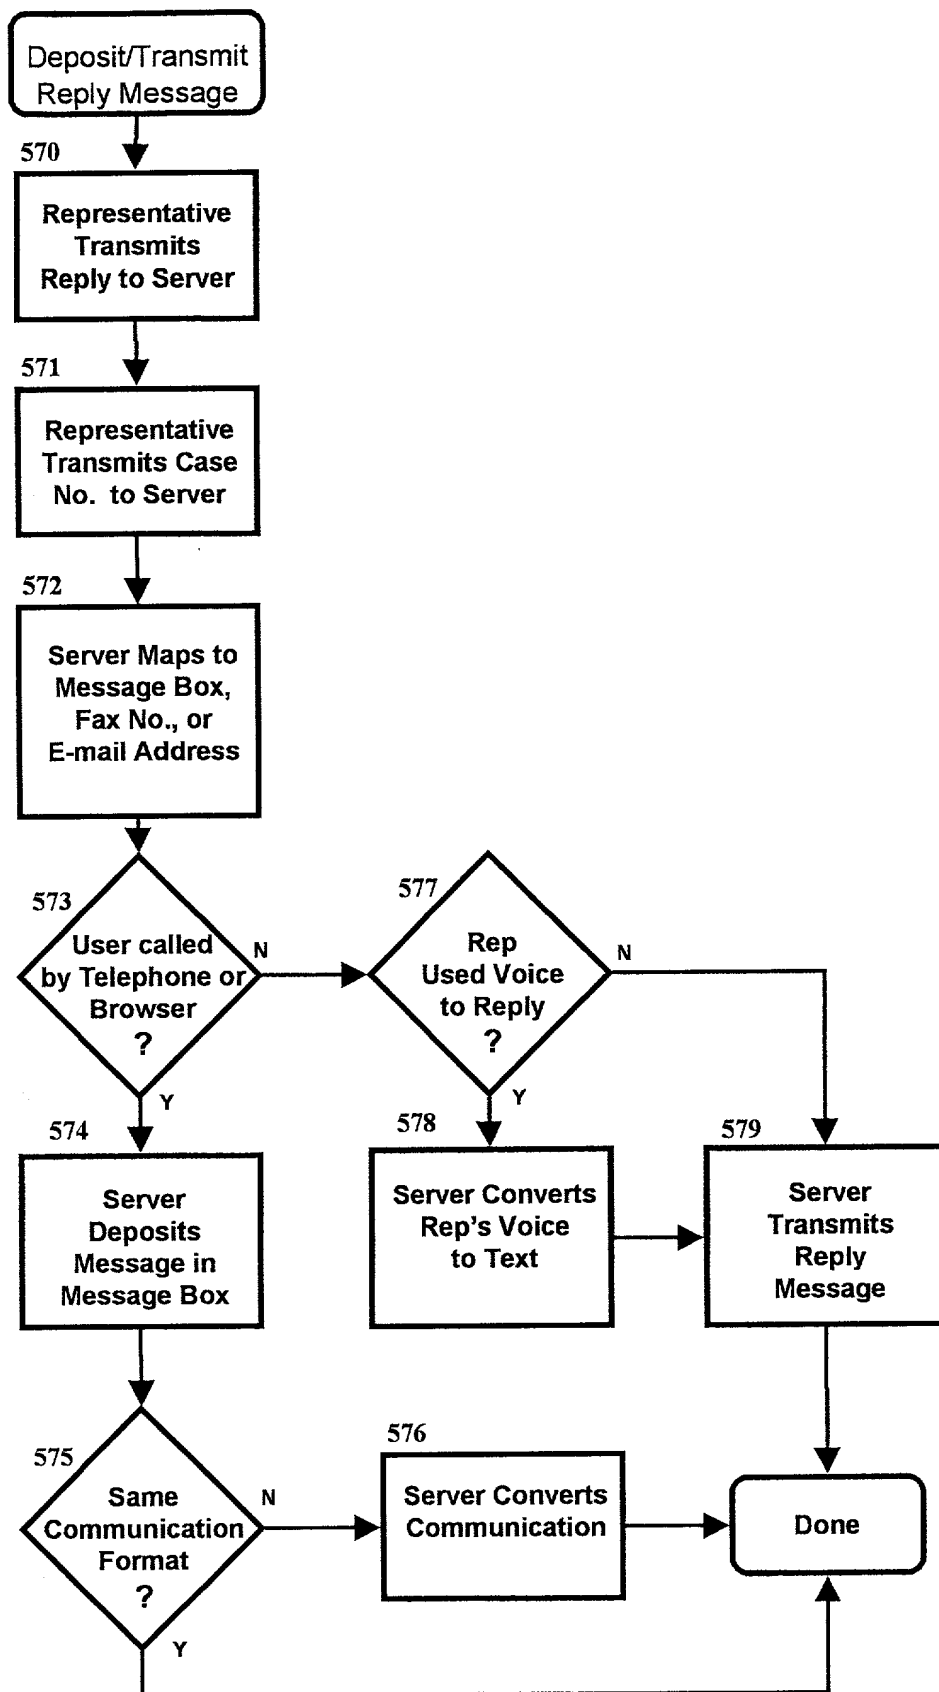 Deposit/Transmit
Reply Message
570
Representative
Transmits
Reply to Server
571
Representative
Transmits Case
No. to Server
572
Server Maps to
Message Box,
Fax No., or
E-mail Address
573
User called
by Telephone or
Browser
?
N
Y
577
Rep
Used Voice
to Reply
?
N
Y
574
Server
Deposits
Message in
Message Box
578
Server Converts
Rep's Voice
to Text
579
Server
Transmits
Reply
Message
575
Same
Communication
Format
?
N
Y
576
Server Converts
Communication
Done